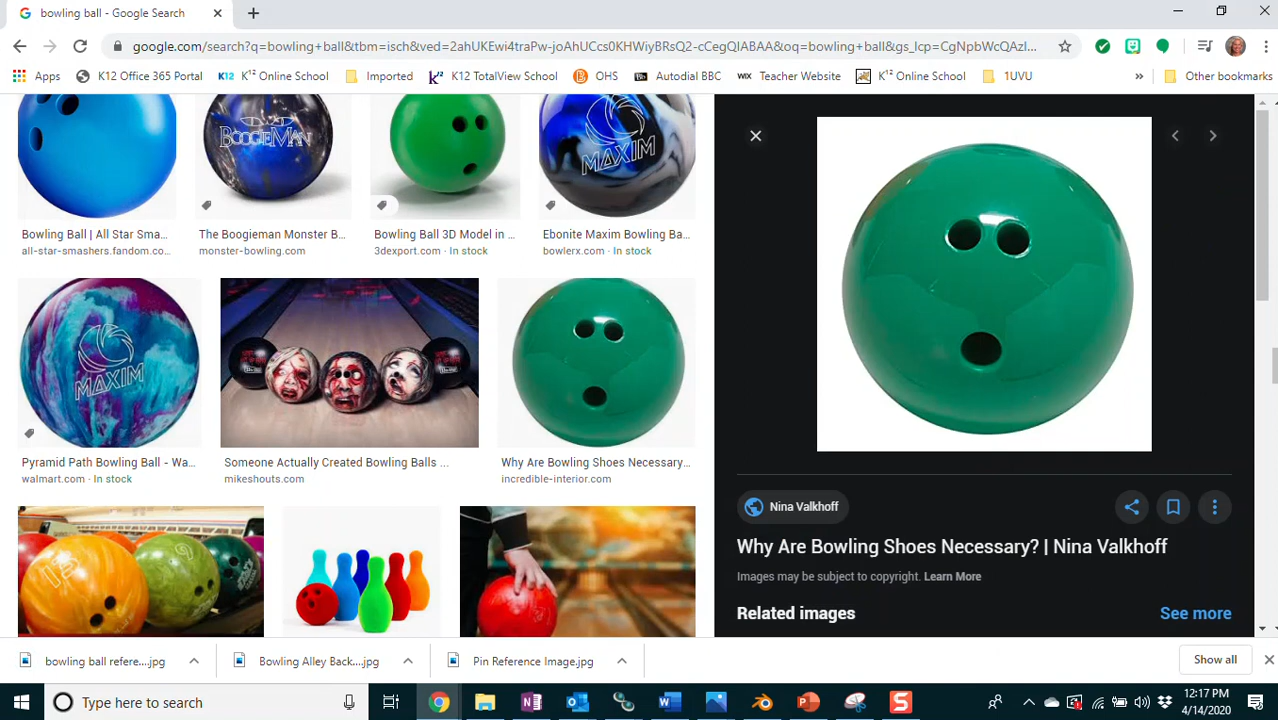 bowling ball - Google Search
google.com/search?q=bowling+ball&tbm=isch&ved=2ahUKEwi4traPw-joAhUCcs0KHWiyBRsQ2-cCegQIABAA&oq=bowling+ball&gs_lcp=CgNpbWcQAzI...
Apps K12 Office 365 Portal K12 K¹² Online School Imported K12 TotalView School OHS Autodial BBC... WIX Teacher Website K¹² Online School 1UVU » Other bookmarks
BOOGIEMAN
MAXIM
Bowling Ball | All Star Sma...
all-star-smashers.fandom.co...
The Boogieman Monster B...
monster-bowling.com
Bowling Ball 3D Model in ...
3dexport.com · In stock
Ebonite Maxim Bowling Ba...
bowlerx.com · In stock
MAXIM
Pyramid Path Bowling Ball - Wa...
walmart.com · In stock
Someone Actually Created Bowling Balls ...
mikeshouts.com
Why Are Bowling Shoes Necessary...
incredible-interior.com
13
9
Nina Valkhoff
Why Are Bowling Shoes Necessary? | Nina Valkhoff
Images may be subject to copyright. Learn More
Related images See more
bowling ball refere....jpg
Bowling Alley Back....jpg
Pin Reference Image.jpg
Show all
Type here to search
12:17 PM
4/14/2020